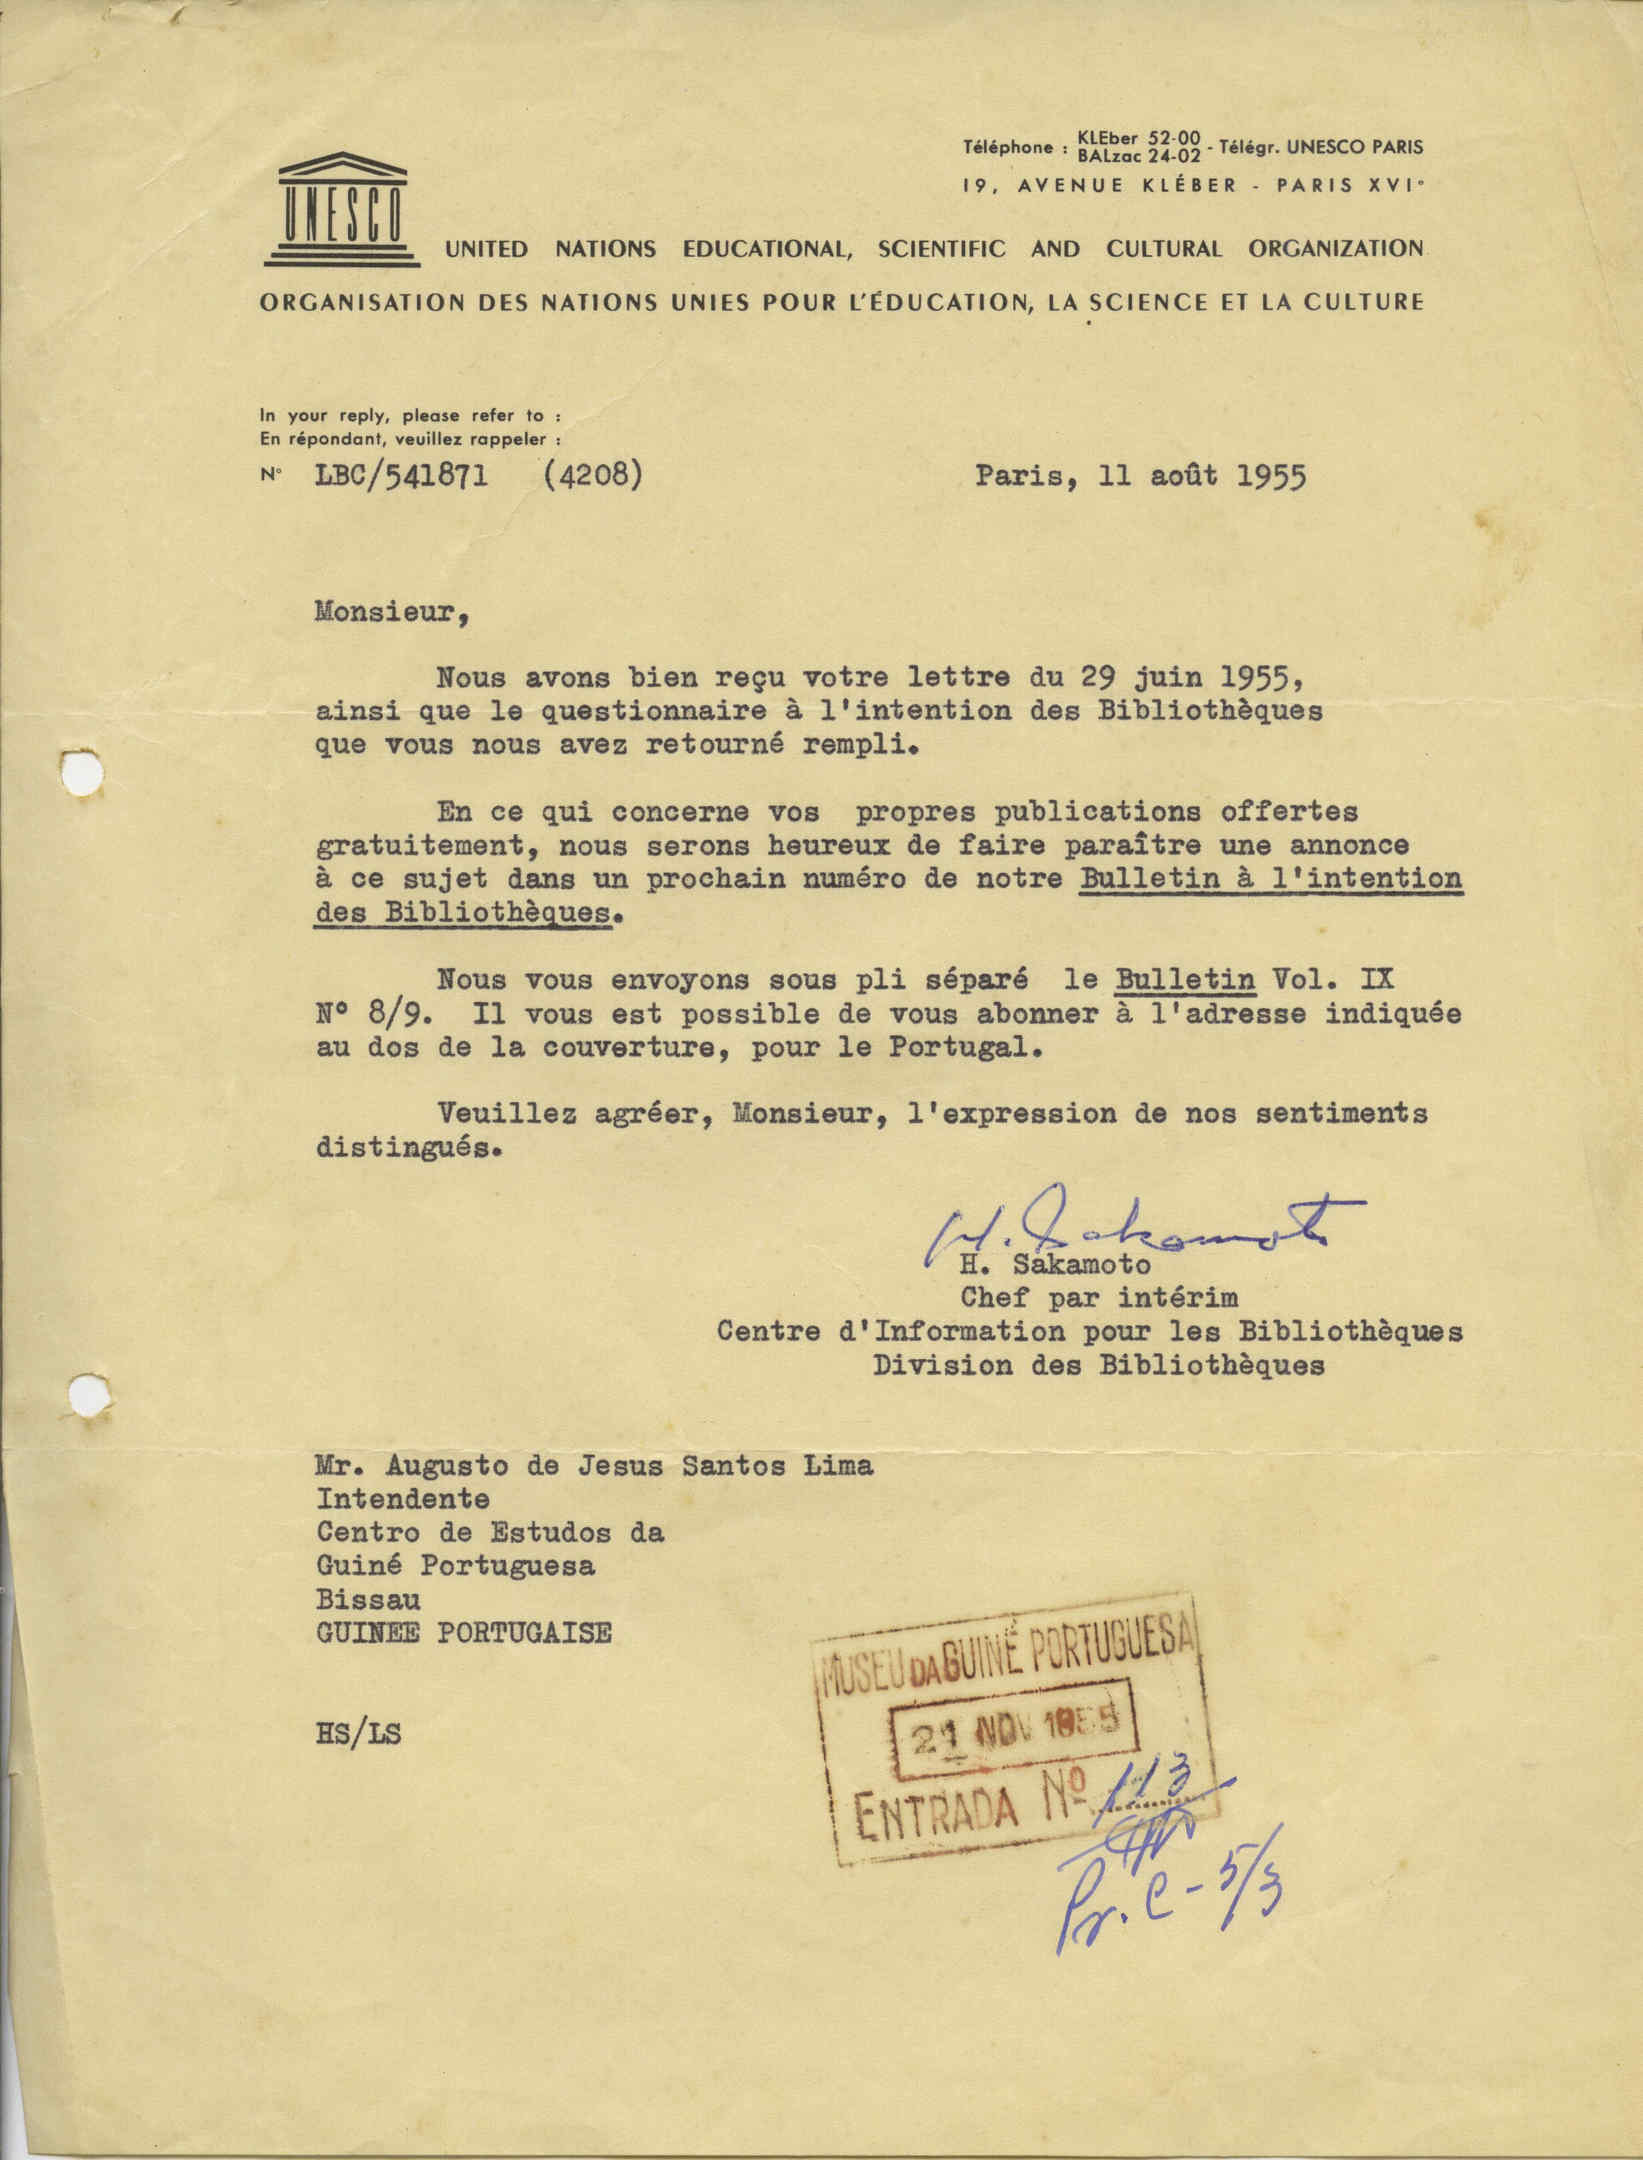 Téléphone : KLEber 52-00
BALzac 24-02 - Télégr. UNESCO PARIS
19, AVENUE KLÉBER - PARIS XVIe
UNESCO
UNITED NATIONS EDUCATIONAL, SCIENTIFIC AND CULTURAL ORGANIZATION
ORGANISATION DES NATIONS UNIES POUR L'ÉDUCATION, LA SCIENCE ET LA CULTURE
In your reply, please refer to :
En répondant, veuillez rappeler :
N° LBC/541871 (4208)
Paris, 11 août 1955
Monsieur,
Nous avons bien reçu votre lettre du 29 juin 1955,
ainsi que le questionnaire à l'intention des Bibliothèques
que vous nous avez retourné rempli.
En ce qui concerne vos propres publications offertes
gratuitement, nous serons heureux de faire paraître une annonce
à ce sujet dans un prochain numéro de notre Bulletin à l'intention
des Bibliothèques.
Nous vous envoyons sous pli séparé le Bulletin Vol. IX
N° 8/9. Il vous est possible de vous abonner à l'adresse indiquée
au dos de la couverture, pour le Portugal.
Veuillez agréer, Monsieur, l'expression de nos sentiments
distingués.
H. Sakamoto
H. Sakamoto
Chef par intérim
Centre d'Information pour les Bibliothèques
Division des Bibliothèques
Mr. Augusto de Jesus Santos Lima
Intendente
Centro de Estudos da
Guiné Portuguesa
Bissau
GUINEE PORTUGAISE
HS/LS
MUSEU DA GUINÉ PORTUGUESA
21 NOV 1955
ENTRADA Nº 113
Pr. C - 5/3